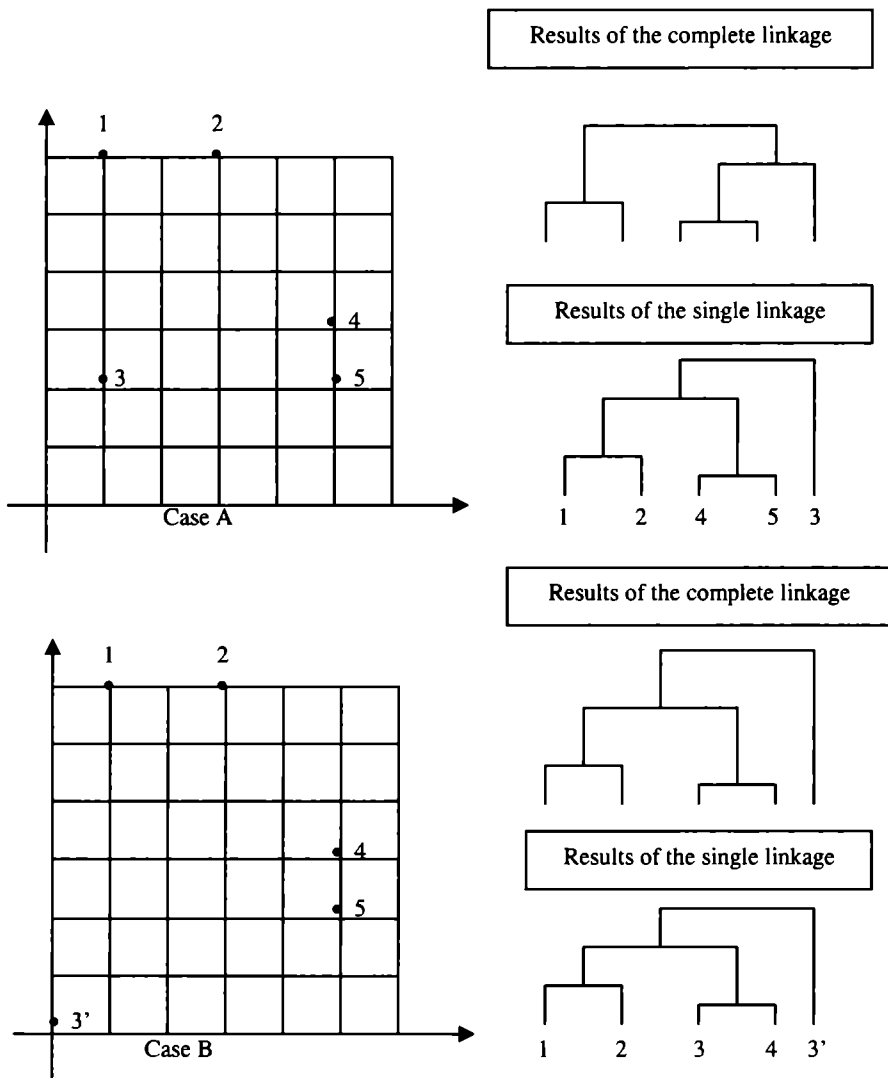 Results of the complete linkage
1 2
4
3 5
Case A
Results of the single linkage
1 2 4 5 3
Results of the complete linkage
1 2
4
5
3’
Case B
Results of the single linkage
1 2 3 4 3’